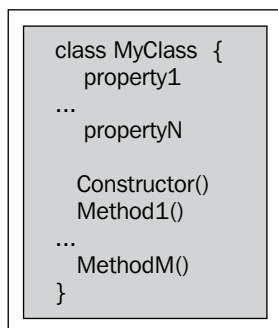 class MyClass {
property1
...
propertyN
Constructor()
Method1()
...
MethodM()
}